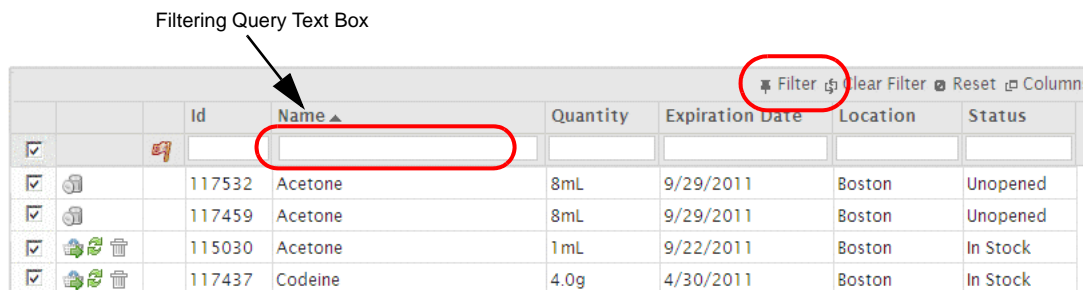 Filtering Query Text Box
Filter Clear Filter Reset Column
Id Name Quantity Expiration Date Location Status
117532 Acetone 8mL 9/29/2011 Boston Unopened
117459 Acetone 8mL 9/29/2011 Boston Unopened
115030 Acetone 1mL 9/22/2011 Boston In Stock
117437 Codeine 4.0g 4/30/2011 Boston In Stock